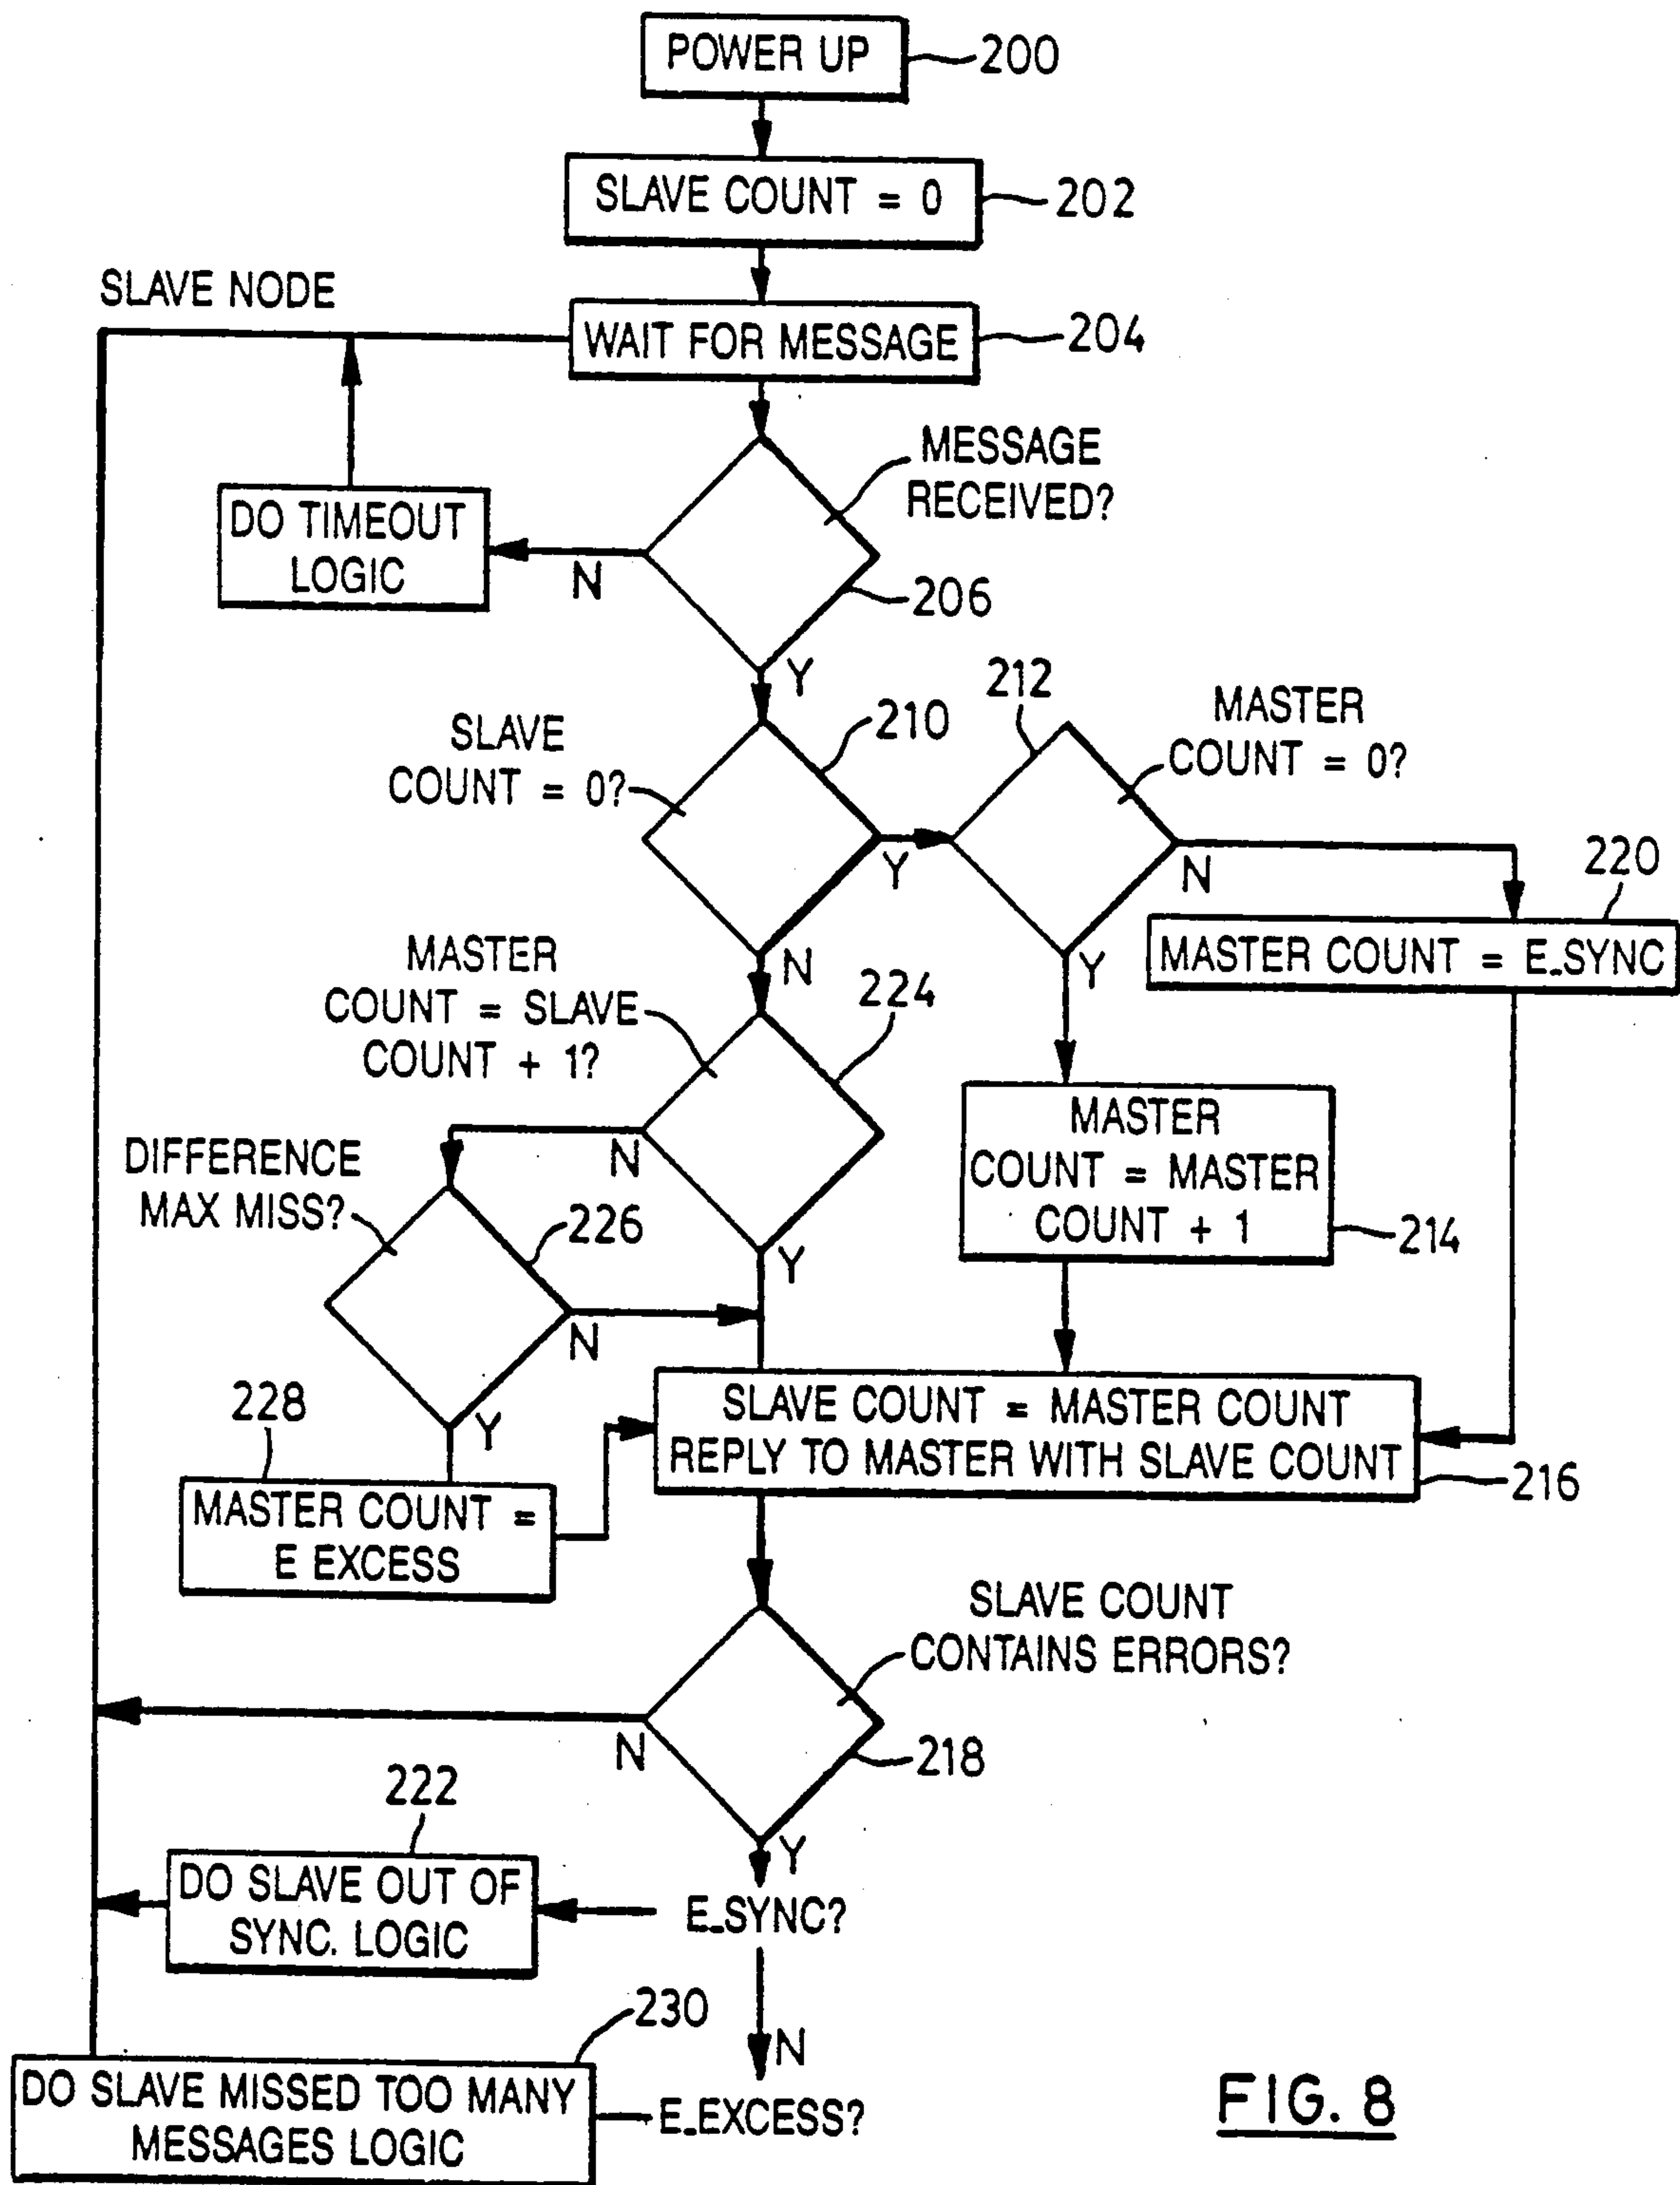 POWER UP
200
SLAVE COUNT = 0
202
SLAVE NODE
WAIT FOR MESSAGE
204
MESSAGE
RECEIVED?
DO TIMEOUT
LOGIC
N
206
Y
SLAVE
COUNT = 0?
210
212
MASTER
COUNT = 0?
Y
N
220
MASTER COUNT = E_SYNC
N
Y
MASTER
COUNT = SLAVE
COUNT + 1?
224
MASTER
COUNT = MASTER
COUNT + 1
214
N
Y
DIFFERENCE
MAX MISS?
226
N
Y
228
MASTER COUNT =
E EXCESS
SLAVE COUNT = MASTER COUNT
REPLY TO MASTER WITH SLAVE COUNT
216
SLAVE COUNT
CONTAINS ERRORS?
N
218
Y
222
DO SLAVE OUT OF
SYNC. LOGIC
E_SYNC?
N
230
DO SLAVE MISSED TOO MANY
MESSAGES LOGIC
E_EXCESS?
FIG. 8